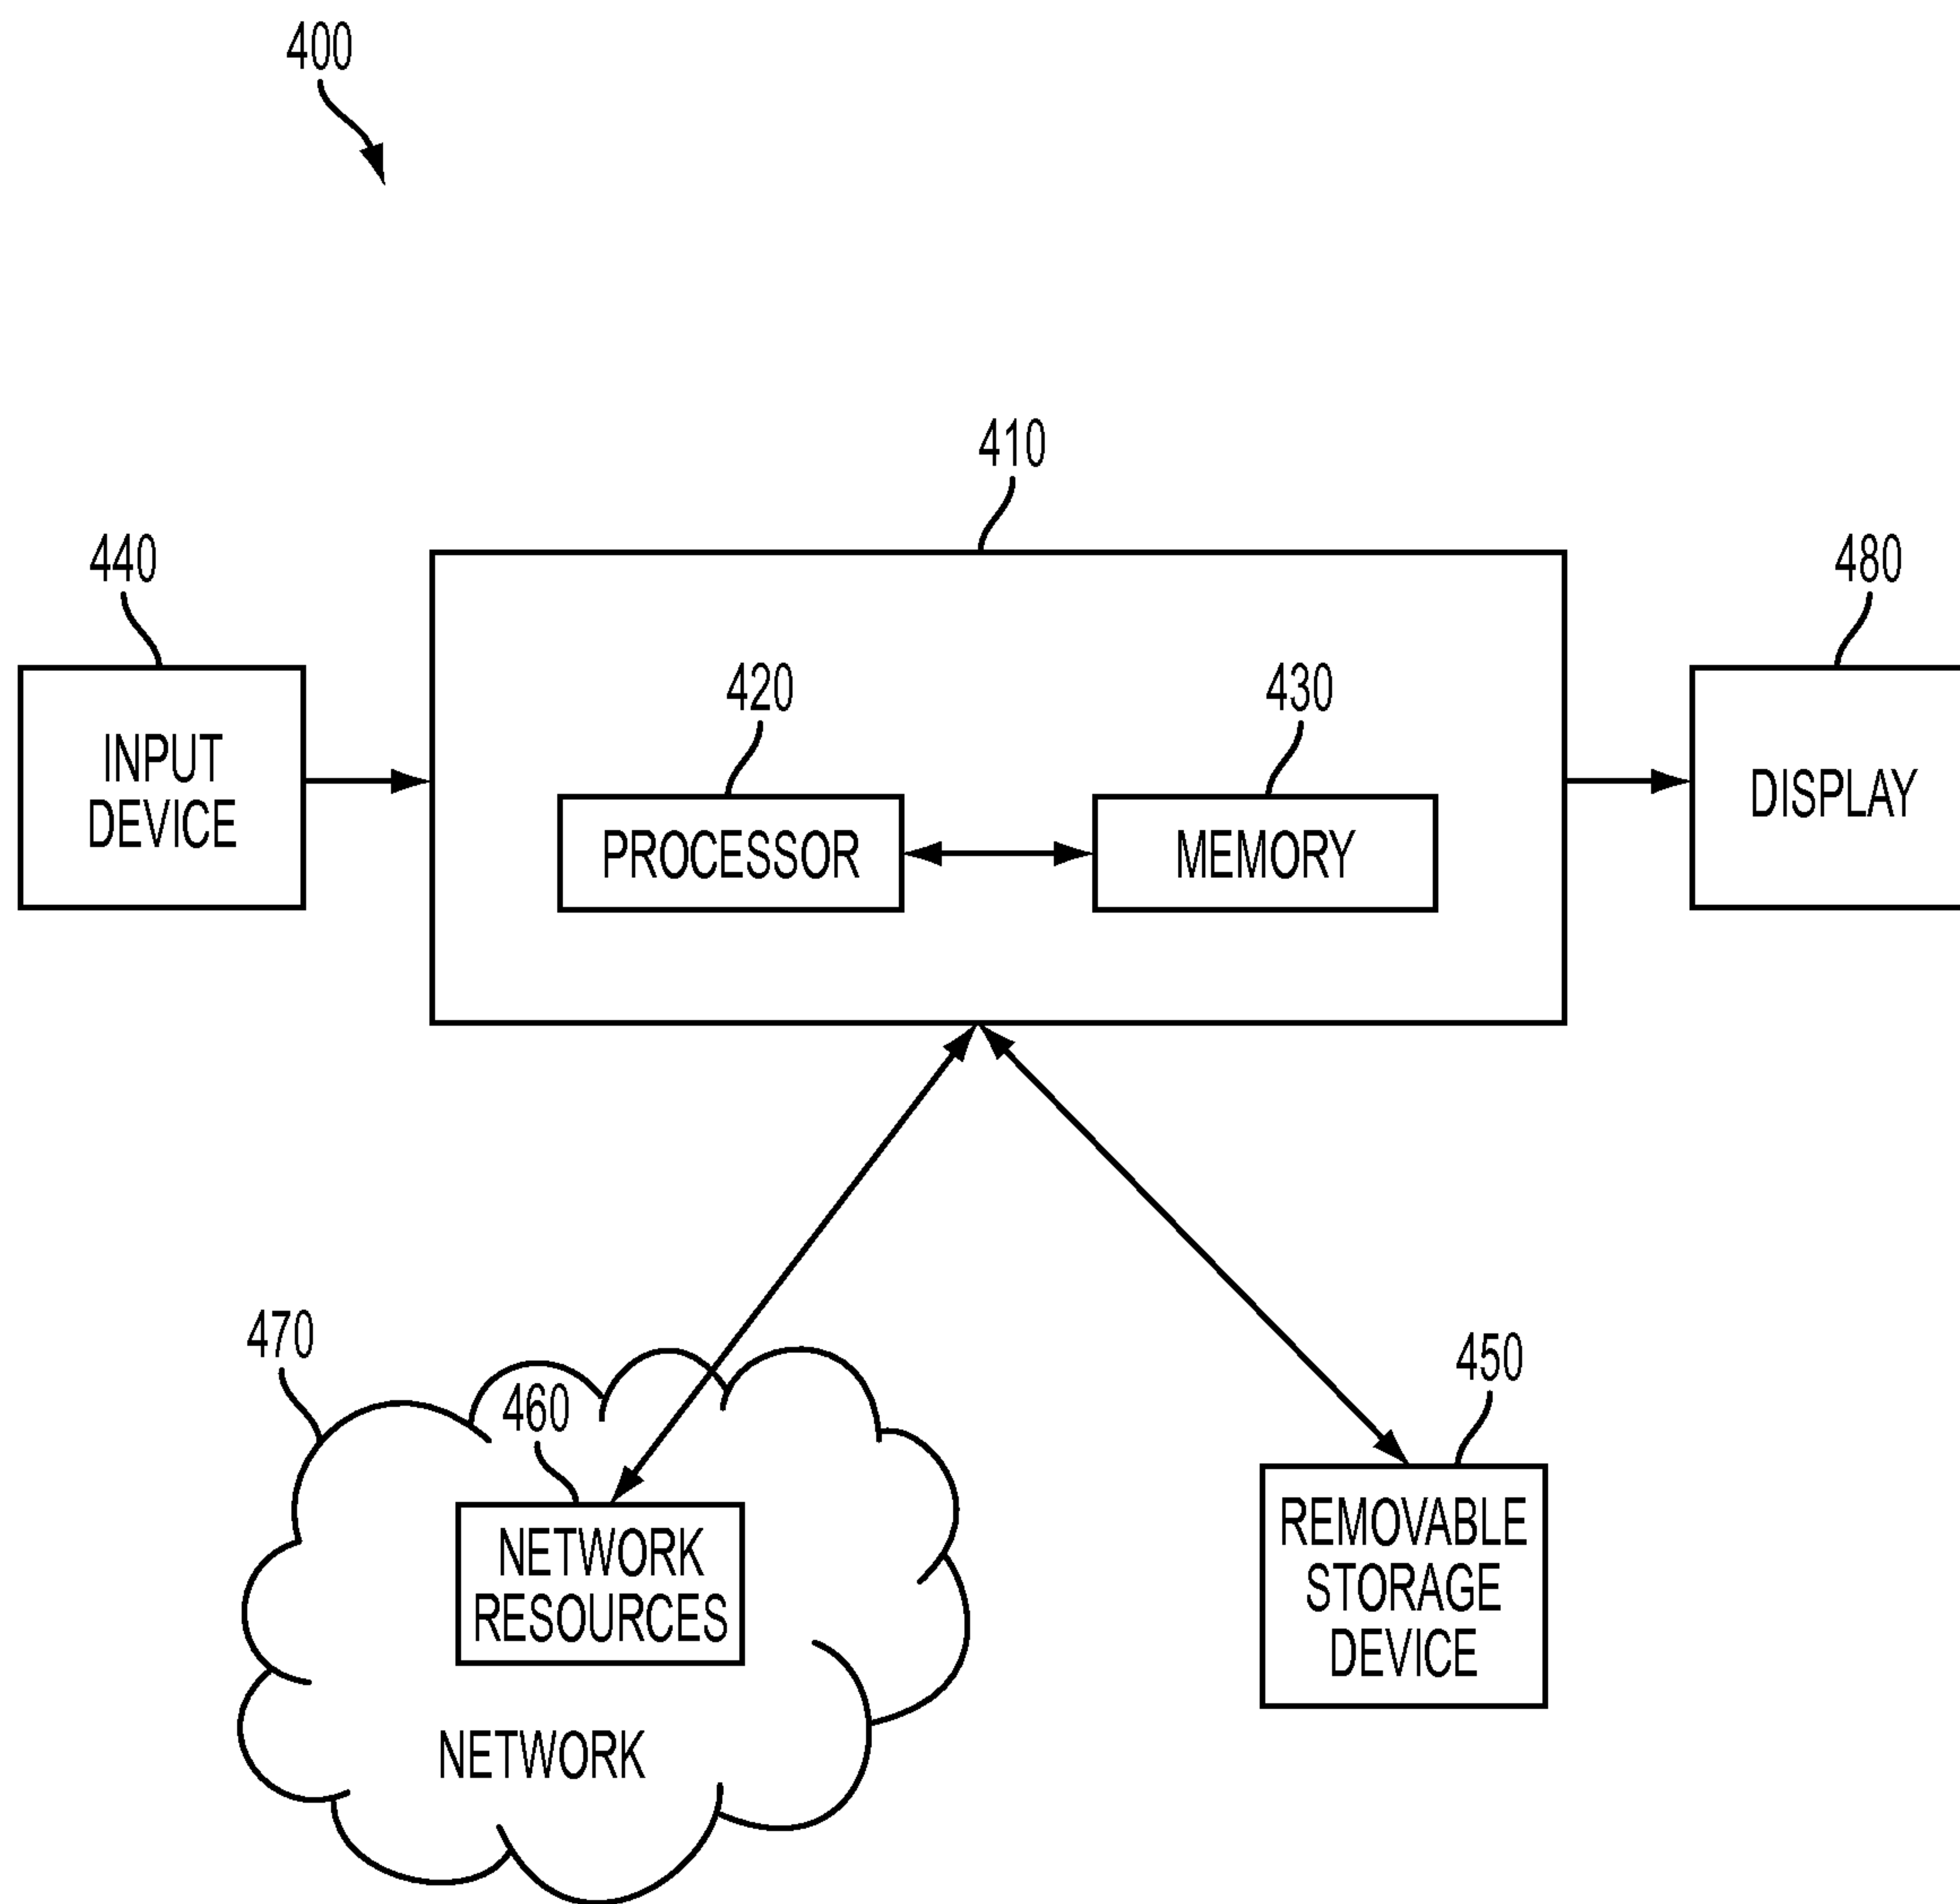 400
410
440
480
420
430
INPUT
DEVICE
PROCESSOR
MEMORY
DISPLAY
470
460
450
NETWORK
RESOURCES
REMOVABLE
STORAGE
DEVICE
NETWORK